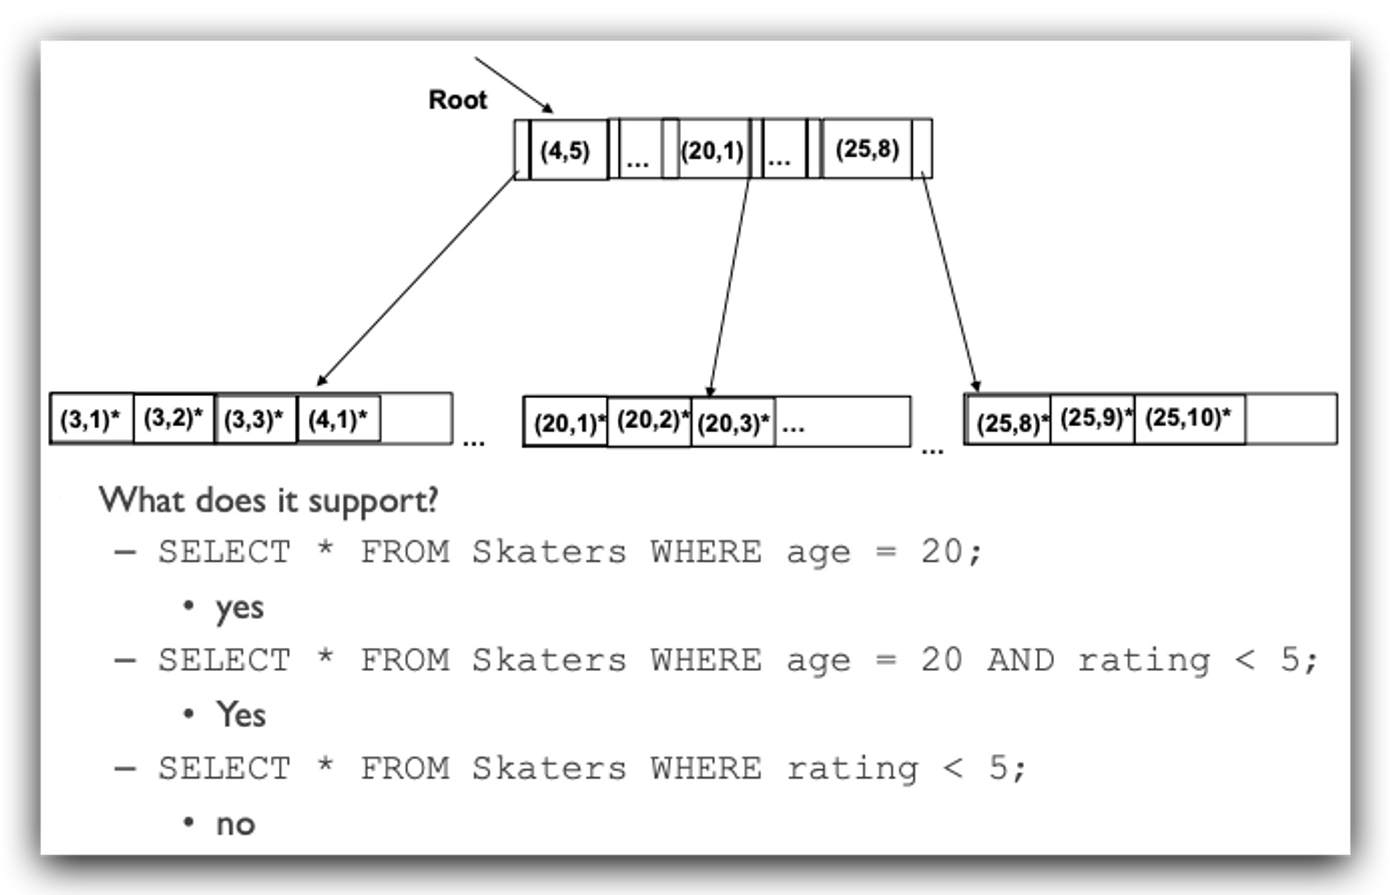 Root
(4,5) ... (20,1) ... (25,8)
(3,1)* (3,2)* (3,3)* (4,1)* ... (20,1)* (20,2)* (20,3)* ... ... (25,8)* (25,9)* (25,10)*
What does it support?
– SELECT * FROM Skaters WHERE age = 20;
• yes
– SELECT * FROM Skaters WHERE age = 20 AND rating < 5;
• Yes
– SELECT * FROM Skaters WHERE rating < 5;
• no